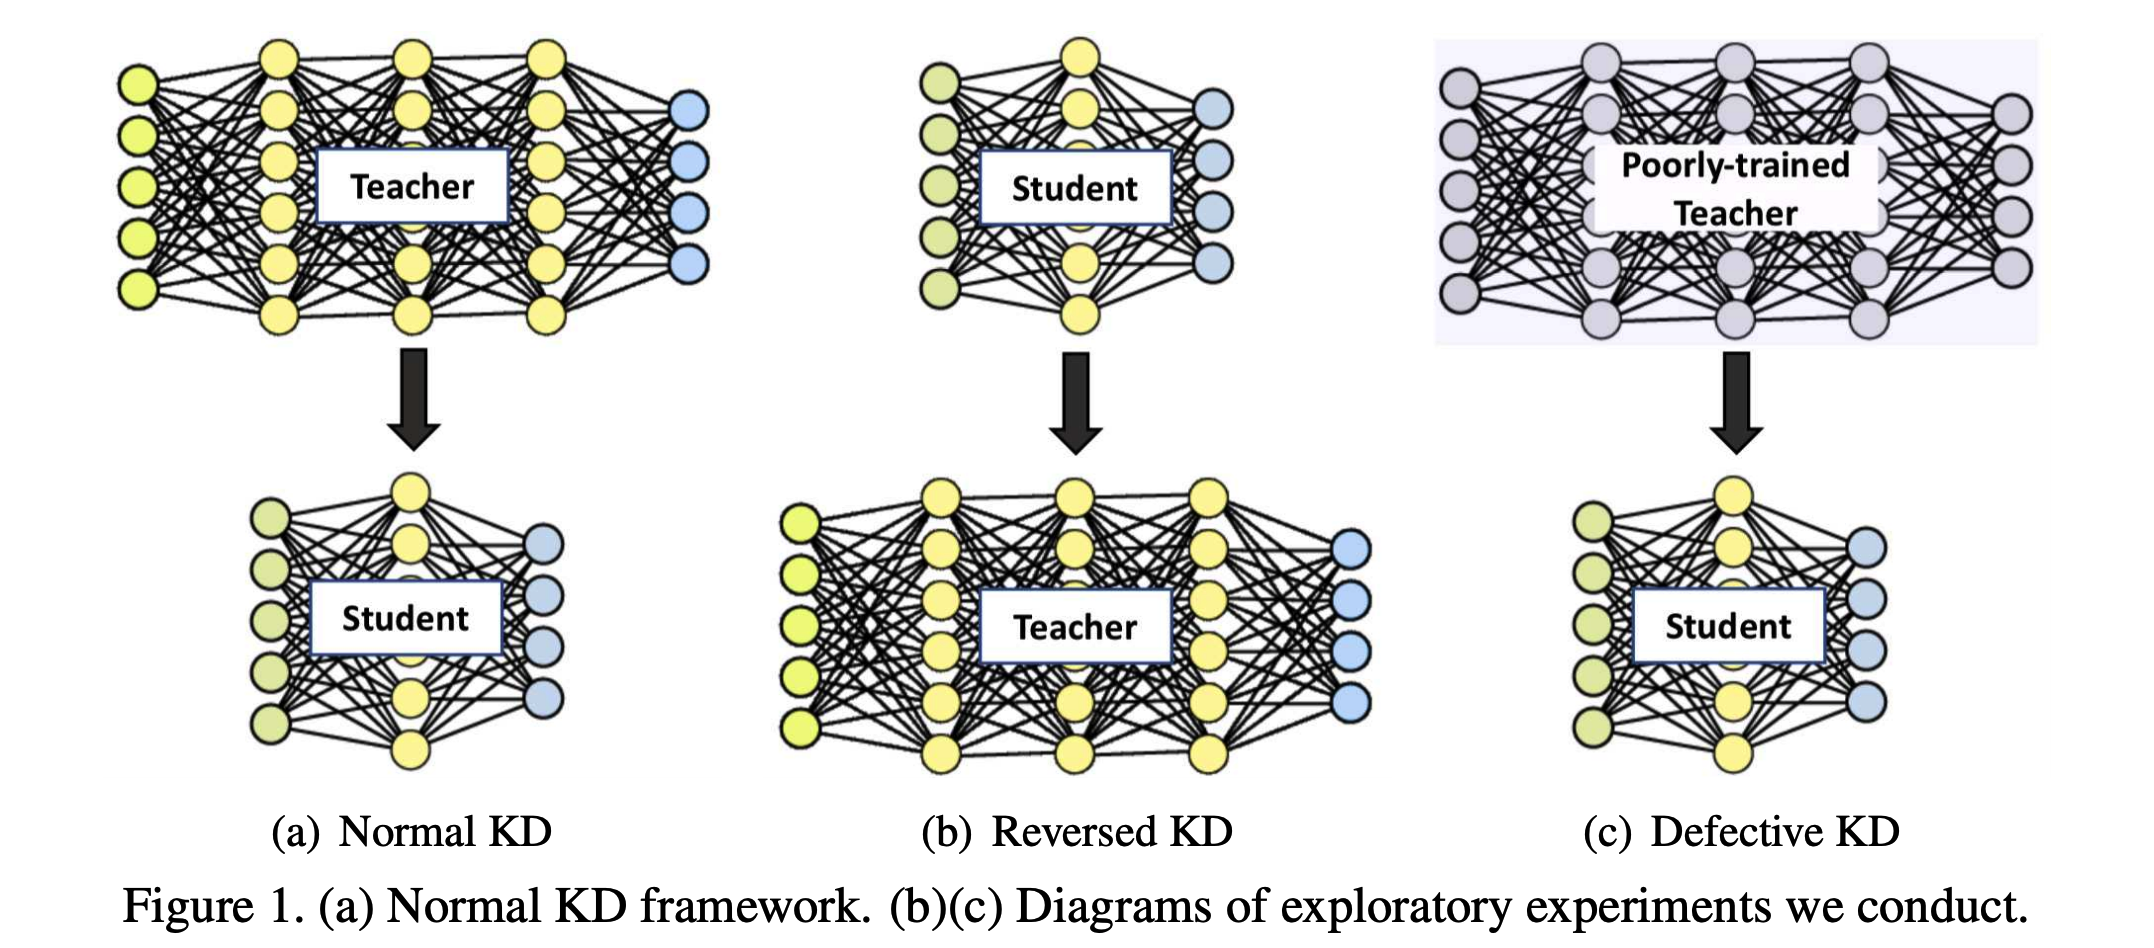 Teacher
Student
Poorly-trained
Teacher
Student
Teacher
Student
(a) Normal KD
(b) Reversed KD
(c) Defective KD
Figure 1. (a) Normal KD framework. (b)(c) Diagrams of exploratory experiments we conduct.